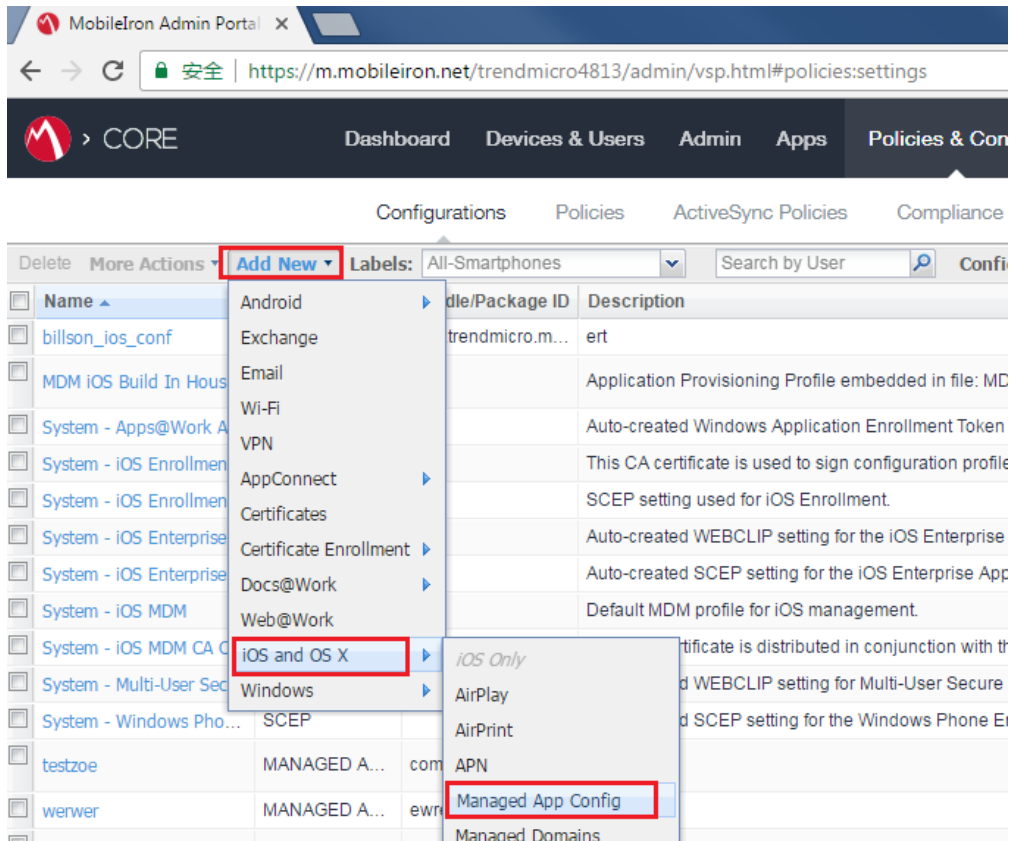 MobileIron Admin Portal
安全 | https://m.mobileiron.net/trendmicro4813/admin/vsp.html#policies:settings
› CORE Dashboard Devices & Users Admin Apps Policies & Con
Configurations Policies ActiveSync Policies Compliance
Delete More Actions Add New Labels: All-Smartphones Search by User Confi
Name dle/Package ID Description
billson_ios_conf trendmicro.m... ert
MDM iOS Build In Hous Application Provisioning Profile embedded in file: MD
System - Apps@Work A Auto-created Windows Application Enrollment Token
System - iOS Enrollmen This CA certificate is used to sign configuration profile
System - iOS Enrollmen SCEP setting used for iOS Enrollment.
System - iOS Enterprise Auto-created WEBCLIP setting for the iOS Enterprise
System - iOS Enterprise Auto-created SCEP setting for the iOS Enterprise App
System - iOS MDM Default MDM profile for iOS management.
System - iOS MDM CA C rtificate is distributed in conjunction with th
System - Multi-User Sec d WEBCLIP setting for Multi-User Secure
System - Windows Pho... SCEP d SCEP setting for the Windows Phone En
testzoe MANAGED A... com
werwer MANAGED A... ewre
Android
Exchange
Email
Wi-Fi
VPN
AppConnect
Certificates
Certificate Enrollment
Docs@Work
Web@Work
iOS and OS X
Windows
iOS Only
AirPlay
AirPrint
APN
Managed App Config
Managed Domains